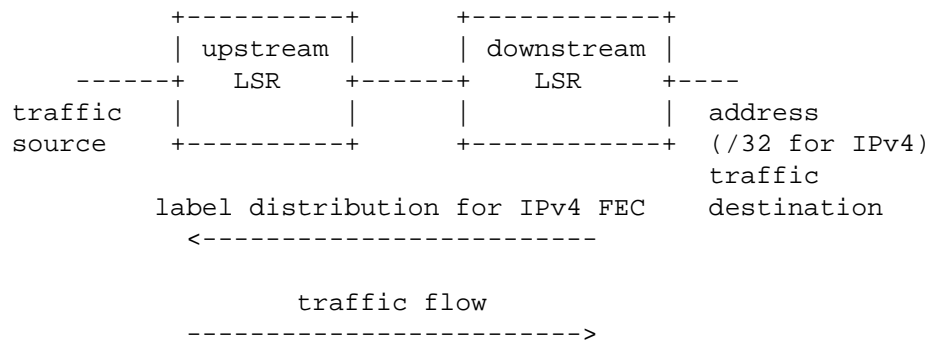 upstream downstream
LSR LSR
traffic address
source (/32 for IPv4)
traffic
label distribution for IPv4 FEC destination
traffic flow